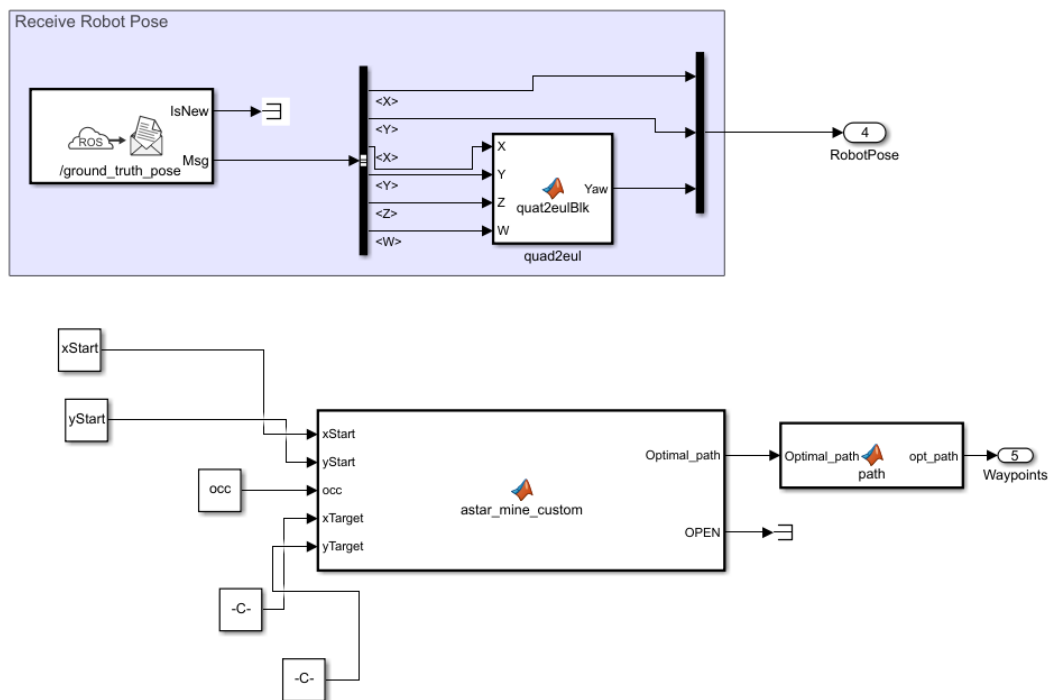 Receive Robot Pose
IsNew
ROS
Msg
/ground_truth_pose
<X>
<Y>
<X>
<Y>
<Z>
<W>
X
Y
Z
W
Yaw
quat2eulBlk
quad2eul
4
RobotPose
xStart
yStart
occ
-C-
-C-
xStart
yStart
occ
xTarget
yTarget
astar_mine_custom
Optimal_path
OPEN
Optimal_path
opt_path
path
5
Waypoints